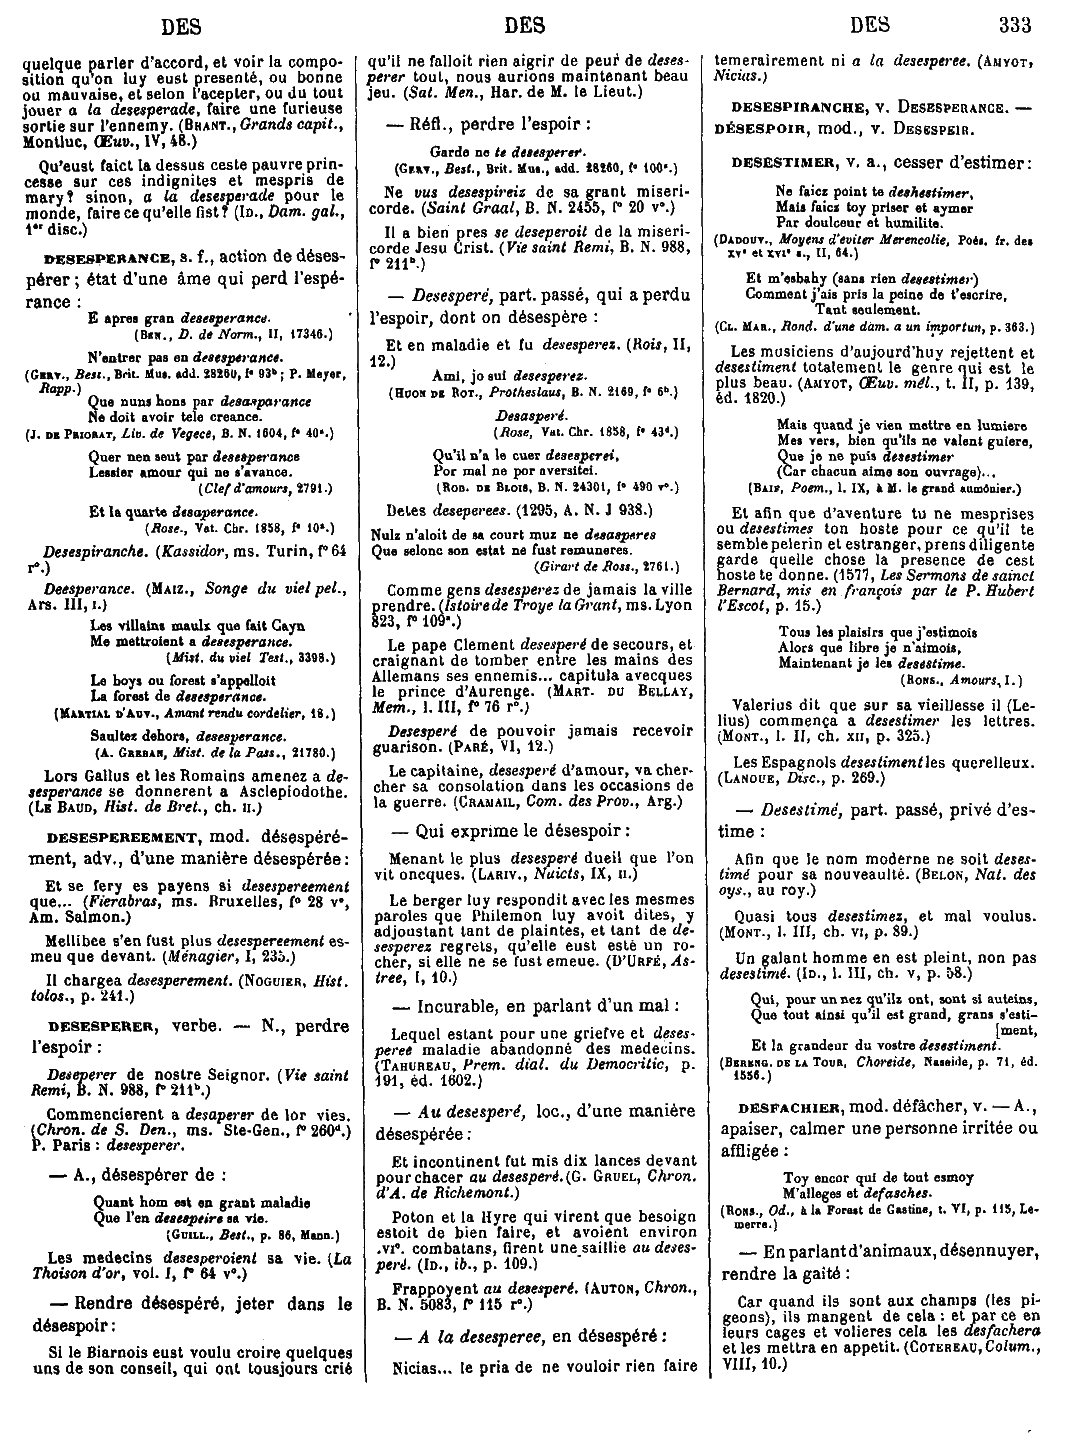 DES
DES
DES 333
quelque parler d'accord, et voir la compo-
sition qu'on luy eust presenté, ou bonne
ou mauvaise, et selon l'acepter, ou du tout
jouer a la desesperade, faire une furieuse
sortie sur l'ennemy. (BRANT., Grands capit.,
Montluc, Œuv., IV, 48.)
Qu'eust faict la dessus ceste pauvre prin-
cesse sur ces indignites et mespris de
mary? sinon, a la desesperade pour le
monde, faire ce qu'elle fist? (ID., Dam. gal.,
1er disc.)
DESESPERANCE, s. f., action de déses-
pérer; état d'une âme qui perd l'espé-
rance :
E apres gran desesperance.
(BEN., D. de Norm., II, 17346.)
N'entrer pas en desesperance.
(GERV., Best., Brit. Mus. add. 28260, f° 93b; P. Meyer,
Rapp.)
Que nuns hons par desasparance
Ne doit avoir tele creance.
(J. DE PRIORAT, Liv. de Vegece, B. N. 1604, f° 40a.)
Quer nen seut par desesperance
Lessier amour qui ne s'avance.
(Clef d'amours, 2791.)
Et la quarte desaperance.
(Rose., Vat. Chr. 1858, f° 10a.)
Desespiranche. (Kassidor, ms. Turin, f° 64
r°.)
Deesperance. (MAIZ., Songe du viel pel.,
Ars. III, I.)
Les villains maulx que fait Cayn
Me mettroient a desesperance.
(Mist. du viel Test., 3398.)
Le boys ou forest s'appelloit
La forest de desesperance.
(MARTIAL D'AUV., Amant rendu cordelier, 18.)
Saultez dehors, desesperance.
(A. GREBAN, Mist. de la Pass., 21780.)
Lors Gallus et les Romains amenez a de-
sesperance se donnerent a Asclepiodothe.
(LE BAUD, Hist. de Bret., ch. II.)
DESESPEREEMENT, mod. désespéré-
ment, adv., d'une manière désespérée:
Et se fery es payens si desespereement
que... (Fierabras, ms. Bruxelles, f° 28 v°,
Am. Salmon.)
Mellibee s'en fust plus desespereement es-
meu que devant. (Ménagier, I, 235.)
Il chargea desesperement. (NOGUIER, Hist.
tolos., p. 241.)
DESESPERER, verbe. — N., perdre
l'espoir :
Deseperer de nostre Seignor. (Vie saint
Remi, B. N. 988, f° 211b.)
Commencierent a desaperer de lor vies.
(Chron. de S. Den., ms. Ste-Gen., f° 260d.)
P. Paris : desesperer.
— A., désespérer de :
Quant hom est en grant maladie
Que l'en desespeire sa vie.
(GUILL., Best., p. 86, Mann.)
Les medecins desesperoient sa vie. (La
Thoison d'or, vol. I, f° 64 v°.)
— Rendre désespéré, jeter dans le
désespoir:
Si le Biarnois eust voulu croire quelques
uns de son conseil, qui ont tousjours crié
qu'il ne falloit rien aigrir de peur de deses-
perer tout, nous aurions maintenant beau
jeu. (Sat. Men., Har. de M. le Lieut.)
— Réfl., perdre l'espoir :
Garde ne te desesperer.
(GERV., Best., Brit. Mus., add. 28260, f° 100a.)
Ne vus desespireiz de sa grant miseri-
corde. (Saint Graal, B. N. 2455, f° 20 v°.)
Il a bien pres se deseperoit de la miseri-
corde Jesu Crist. (Vie saint Remi, B. N. 988,
f° 211b.)
— Desesperé, part. passé, qui a perdu
l'espoir, dont on désespère :
Et en maladie et fu desesperez. (Rois, II,
12.)
Ami, jo sui desesperez.
(HUON DE ROT., Protheslaus, B. N. 2169, f° 6b.)
Desasperé.
(Rose, Vat. Chr. 1858, f° 43d.)
Qu'il n'a le cuer desesperei,
Por mal ne por aversitei.
(ROB. DE BLOIS, B. N. 24301, f° 490 v°.)
Detes deseperees. (1295, A. N. J 938.)
Nulz n'aloit de sa court muz ne desasperes
Que selonc son estat ne fust remuneres.
(Girart de Ross., 2761.)
Comme gens desesperez de jamais la ville
prendre. (Istoire de Troye la Grant, ms. Lyon
823, f° 109a.)
Le pape Clement desesperé de secours, et
craignant de tomber entre les mains des
Allemans ses ennemis... capitula avecques
le prince d'Aurenge. (MART. DU BELLAY,
Mem., l. III, f° 76 r°.)
Desesperé de pouvoir jamais recevoir
guarison. (PARÉ, VI, 12.)
Le capitaine, desesperé d'amour, va cher-
cher sa consolation dans les occasions de
la guerre. (CRAMAIL, Com. des Prov., Arg.)
— Qui exprime le désespoir :
Menant le plus desesperé dueil que l'on
vit oncques. (LARIV., Nuicts, IX, II.)
Le berger luy respondit avec les mesmes
paroles que Philemon luy avoit dites, y
adjoustant tant de plaintes, et tant de de-
sesperez regrets, qu'elle eust esté un ro-
cher, si elle ne se fust emeue. (D'URFÉ, As-
tree, I, 10.)
— Incurable, en parlant d'un mal :
Lequel estant pour une griefve et deses-
peree maladie abandonné des medecins.
(TAHUREAU, Prem. dial. du Democritic, p.
191, éd. 1602.)
— Au desesperé, loc., d'une manière
désespérée :
Et incontinent fut mis dix lances devant
pour chacer au desesperé. (G. GRUEL, Chron.
d'A. de Richemont.)
Poton et la Hyre qui virent que besoign
estoit de bien faire, et avoient environ
.VIe. combatans, firent une saillie au deses-
peré. (ID., ib., p. 109.)
Frappoyent au desesperé. (AUTON, Chron.,
B. N. 5083, f° 115 r°.)
— A la desesperee, en désespéré :
Nicias... le pria de ne vouloir rien faire
temerairement ni a la desesperee. (AMYOT,
Nicias.)
DESESPIRANCHE, v. DESESPERANCE. —
DÉSESPOIR, mod., v. DESESPEIR.
DESESTIMER, v. a., cesser d'estimer:
Ne faicz point te deshestimer,
Mais faicz toy priser et aymer
Par doulceur et humilite.
(DADOUV., Moyens d'eviter Merencolie, Poés. fr. des
XVe et XVIe s., II, 64.)
Et m'esbahy (sans rien desestimer)
Comment j'ais pris la peine de t'escrire,
Tant seulement.
(CL. MAR., Rond. d'une dam. a un importun, p. 363.)
Les musiciens d'aujourd'huy rejettent et
desestiment totalement le genre qui est le
plus beau. (AMYOT, Œuv. mél., t. II, p. 139,
éd. 1820.)
Mais quand je vien mettre en lumiere
Mes vers, bien qu'ils ne valent guiere,
Que je ne puis desestimer
(Car chacun aime son ouvrage)...
(BAIF, Poem., l. IX, à M. le grand aumônier.)
Et afin que d'aventure tu ne mesprises
ou desestimes ton hoste pour ce qu'il te
semble pelerin et estranger, prens diligente
garde quelle chose la presence de cest
hoste te donne. (1577, Les Sermons de sainct
Bernard, mis en françois par le P. Hubert
l'Escot, p. 15.)
Tous les plaisirs que j'estimois
Alors que libre je n'aimois,
Maintenant je les desestime.
(RONS., Amours, I.)
Valerius dit que sur sa vieillesse il (Le-
lius) commença a desestimer les lettres.
(MONT., l. II, ch. XII, p. 325.)
Les Espagnols desestiment les querelleux.
(LANOUE, Disc., p. 269.)
— Desestimé, part. passé, privé d'es-
time :
Afin que le nom moderne ne soit deses-
timé pour sa nouveaulté. (BELON, Nat. des
oys., au roy.)
Quasi tous desestimez, et mal voulus.
(MONT., l. III, ch. VI, p. 89.)
Un galant homme en est pleint, non pas
desestimé. (ID., l. III, ch. V, p. 58.)
Qui, pour un nez qu'ilz ont, sont si auteins,
Que tout ainsi qu'il est grand, grans s'esti-
[ment,
Et la grandeur du vostre desestiment.
(BERENG. DE LA TOUR, Choreide, Naseide, p. 71, éd.
1556.)
DESFACHIER, mod. défâcher, v. — A.,
apaiser, calmer une personne irritée ou
affligée :
Toy encor qui de tout esmoy
M'alleges et defasches.
(RONS., Od., à la Forest de Gastine, t. VI, p. 115, Le-
merre.)
— En parlant d'animaux, désennuyer,
rendre la gaité :
Car quand ils sont aux champs (les pi-
geons), ils mangent de cela : et par ce en
leurs cages et volieres cela les desfachera
et les mettra en appetit. (COTEREAU, Colum.,
VIII, 10.)